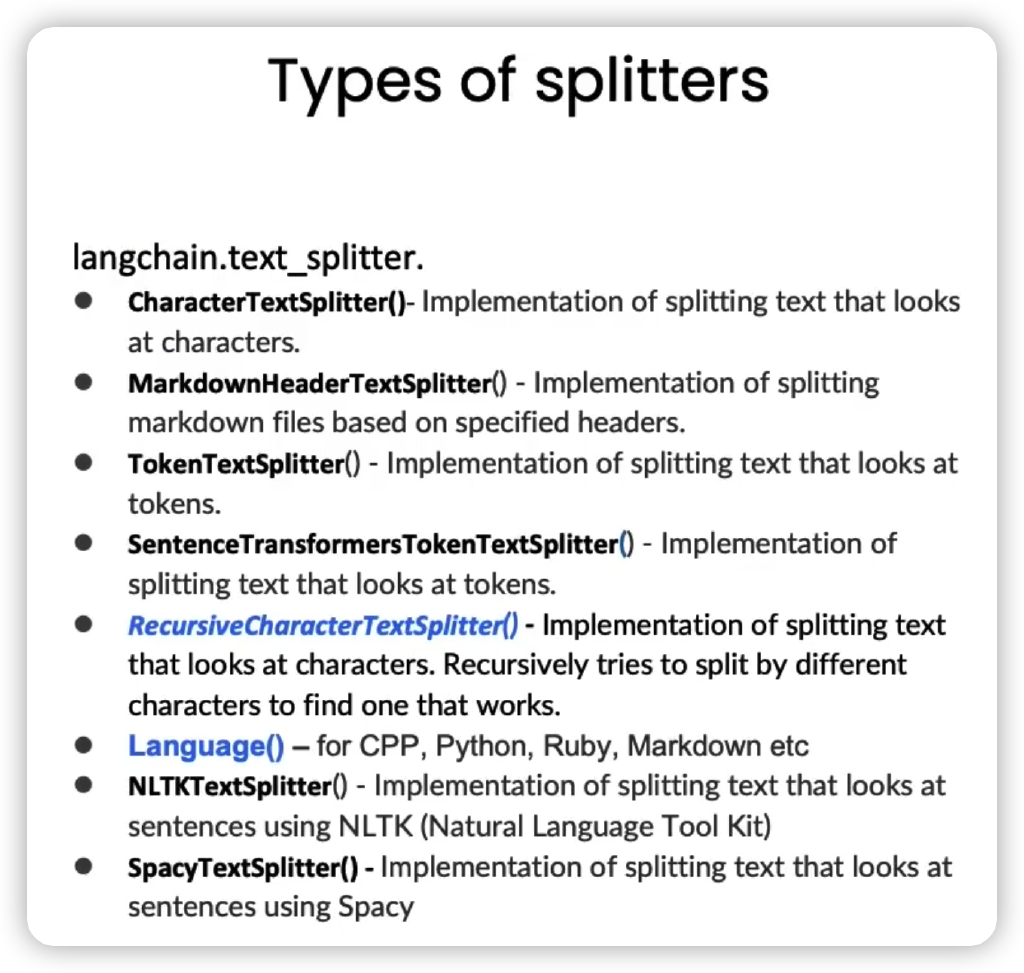 Types of splitters
langchain.text_splitter.
● CharacterTextSplitter()- Implementation of splitting text that looks
at characters.
● MarkdownHeaderTextSplitter() - Implementation of splitting
markdown files based on specified headers.
● TokenTextSplitter() - Implementation of splitting text that looks at
tokens.
● SentenceTransformersTokenTextSplitter() - Implementation of
splitting text that looks at tokens.
● RecursiveCharacterTextSplitter() - Implementation of splitting text
that looks at characters. Recursively tries to split by different
characters to find one that works.
● Language() – for CPP, Python, Ruby, Markdown etc
● NLTKTextSplitter() - Implementation of splitting text that looks at
sentences using NLTK (Natural Language Tool Kit)
● SpacyTextSplitter() - Implementation of splitting text that looks at
sentences using Spacy